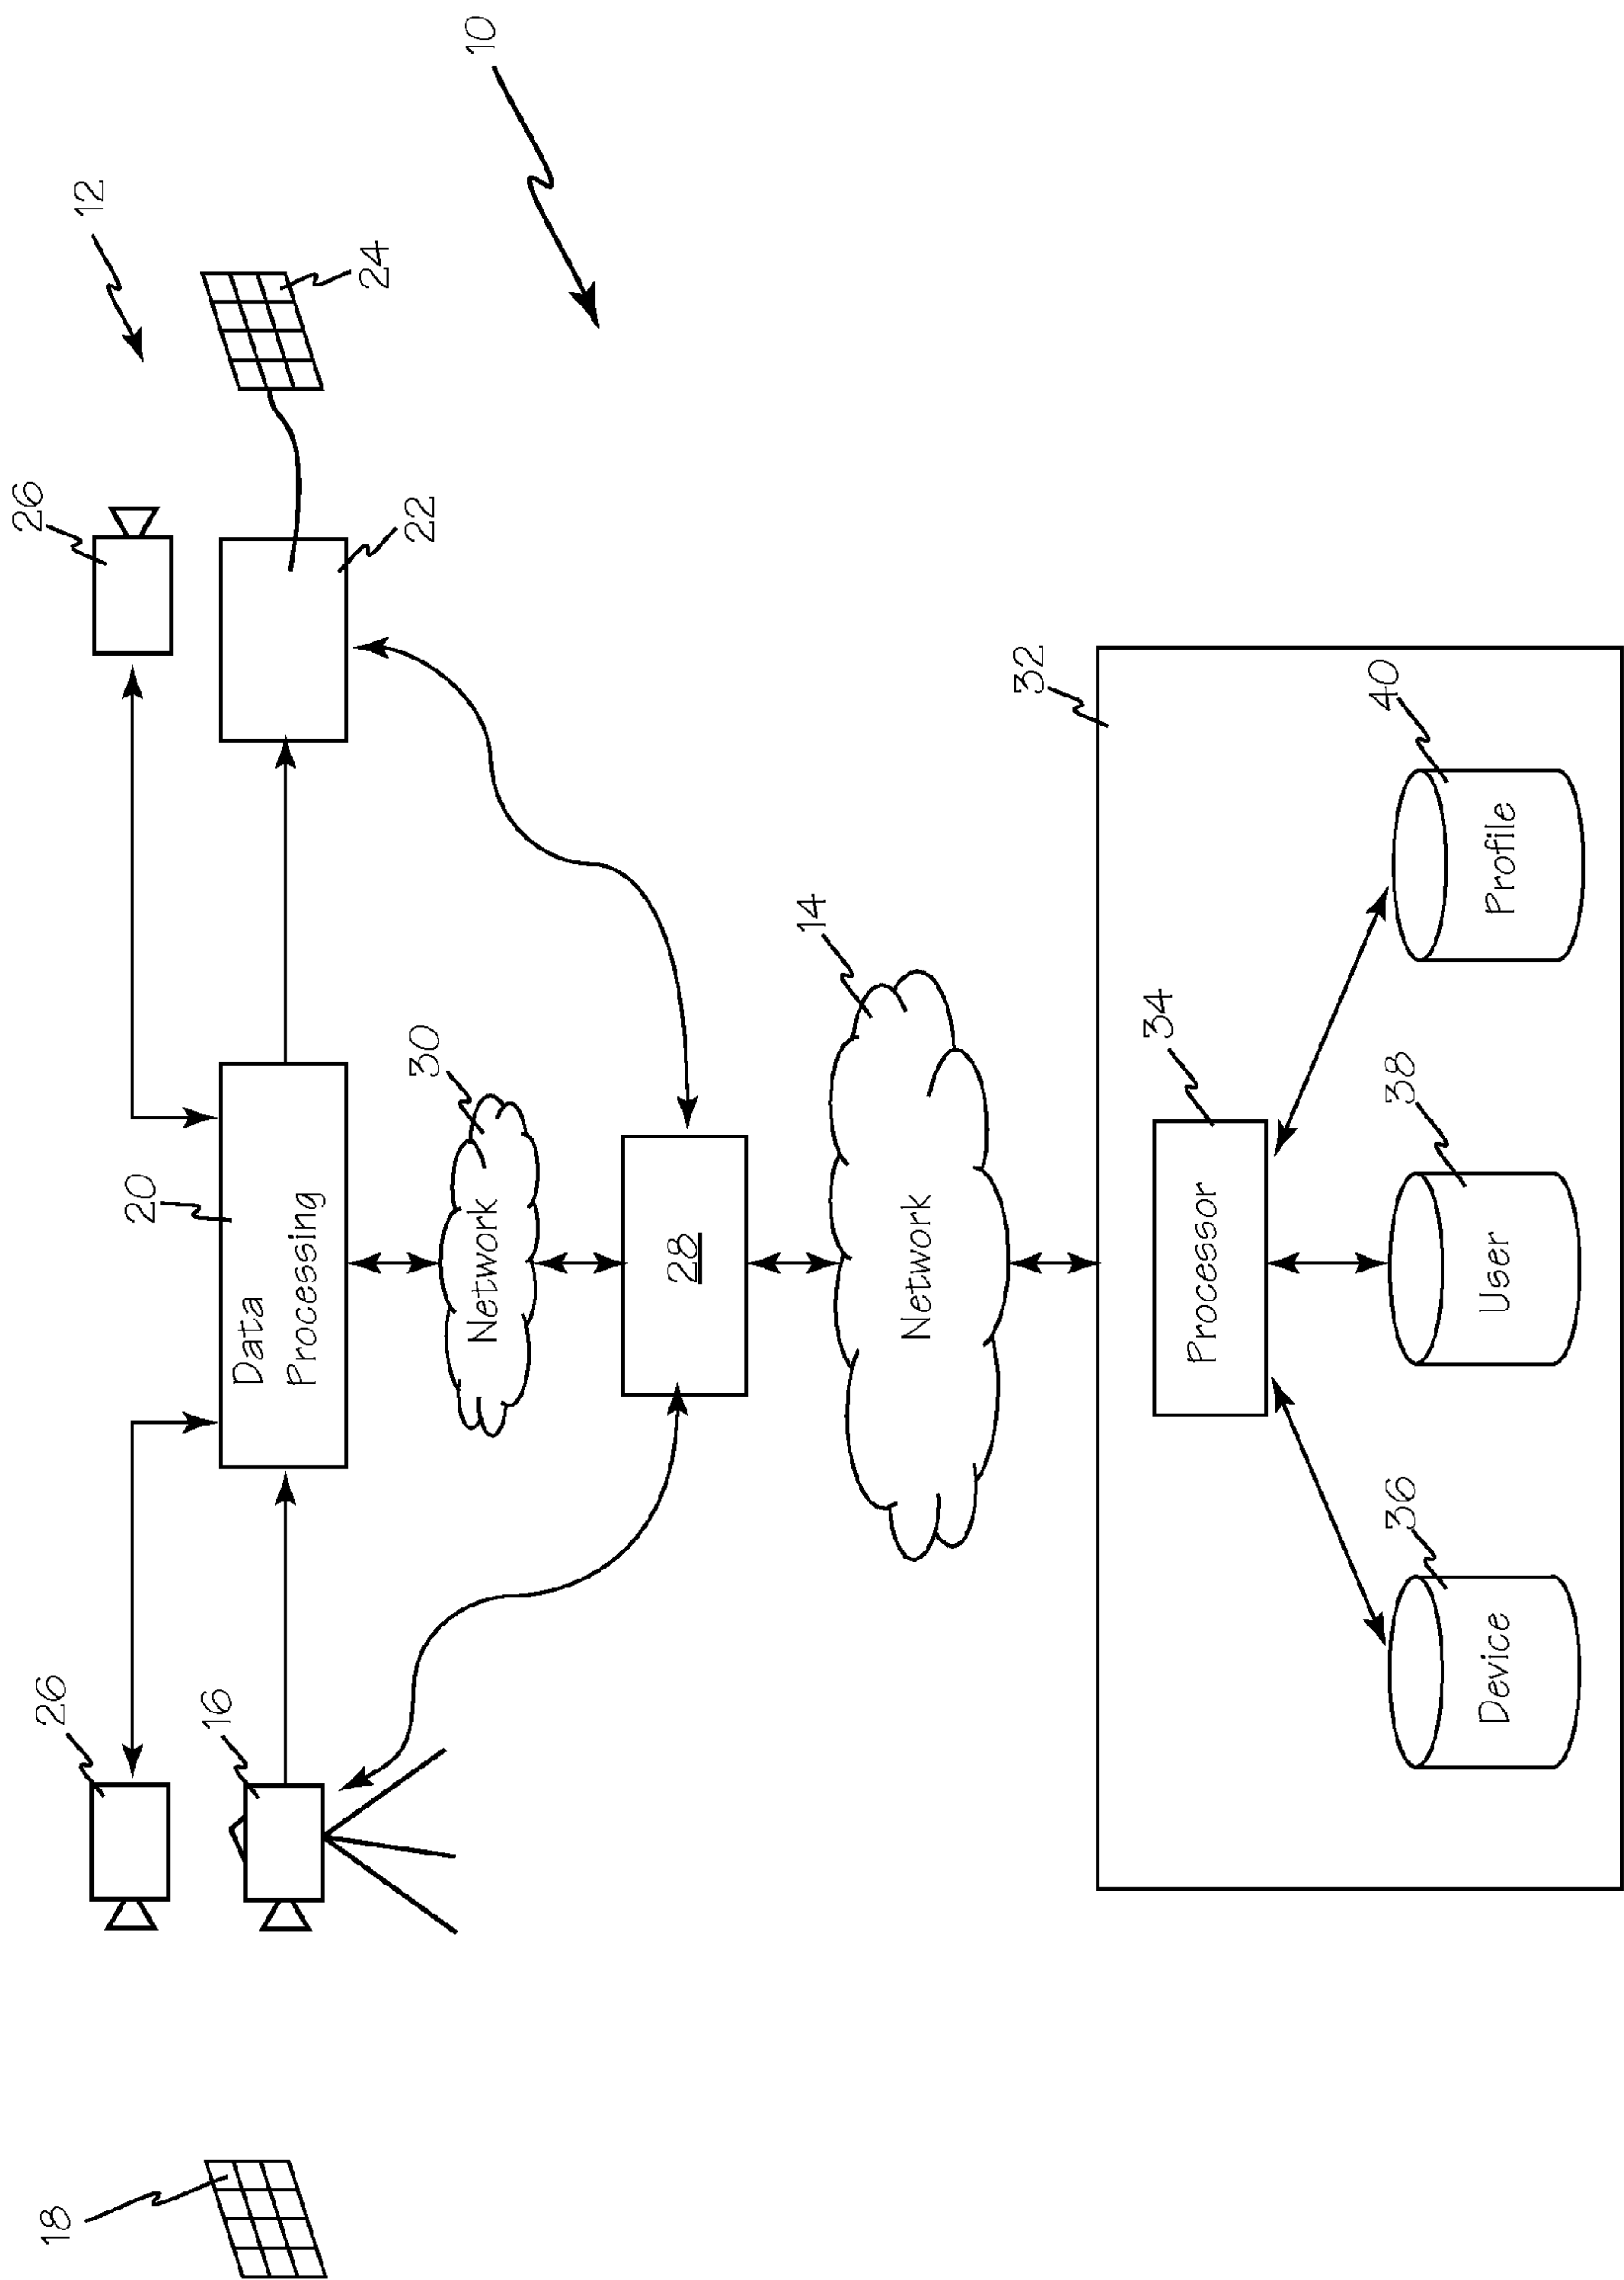 18
26
26
12
20
16
Data
Processing
24
22
10
30
Network
28
14
Network
32
34
Processor
36
38
40
Device
User
Profile